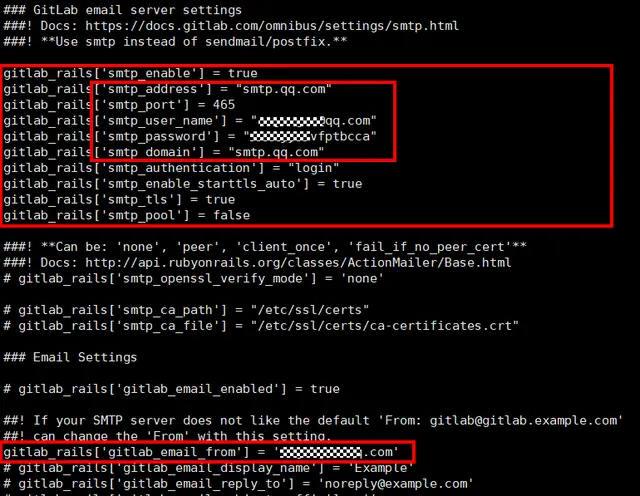 ### GitLab email server settings
###! Docs: https://docs.gitlab.com/omnibus/settings/smtp.html
###! **Use smtp instead of sendmail/postfix.**
gitlab_rails['smtp_enable'] = true
gitlab_rails['smtp_address'] = "smtp.qq.com"
gitlab_rails['smtp_port'] = 465
gitlab_rails['smtp_user_name'] = "qq.com"
gitlab_rails['smtp_password'] = "vfptbcca"
gitlab_rails['smtp_domain'] = "smtp.qq.com"
gitlab_rails['smtp_authentication'] = "login"
gitlab_rails['smtp_enable_starttls_auto'] = true
gitlab_rails['smtp_tls'] = true
gitlab_rails['smtp_pool'] = false
###! **Can be: 'none', 'peer', 'client_once', 'fail_if_no_peer_cert'**
###! Docs: http://api.rubyonrails.org/classes/ActionMailer/Base.html
# gitlab_rails['smtp_openssl_verify_mode'] = 'none'
# gitlab_rails['smtp_ca_path'] = "/etc/ssl/certs"
# gitlab_rails['smtp_ca_file'] = "/etc/ssl/certs/ca-certificates.crt"
### Email Settings
# gitlab_rails['gitlab_email_enabled'] = true
##! If your SMTP server does not like the default 'From: gitlab@gitlab.example.com'
##! can change the 'From' with this setting.
gitlab_rails['gitlab_email_from'] = '.com'
# gitlab_rails['gitlab_email_display_name'] = 'Example'
# gitlab_rails['gitlab_email_reply_to'] = 'noreply@example.com'